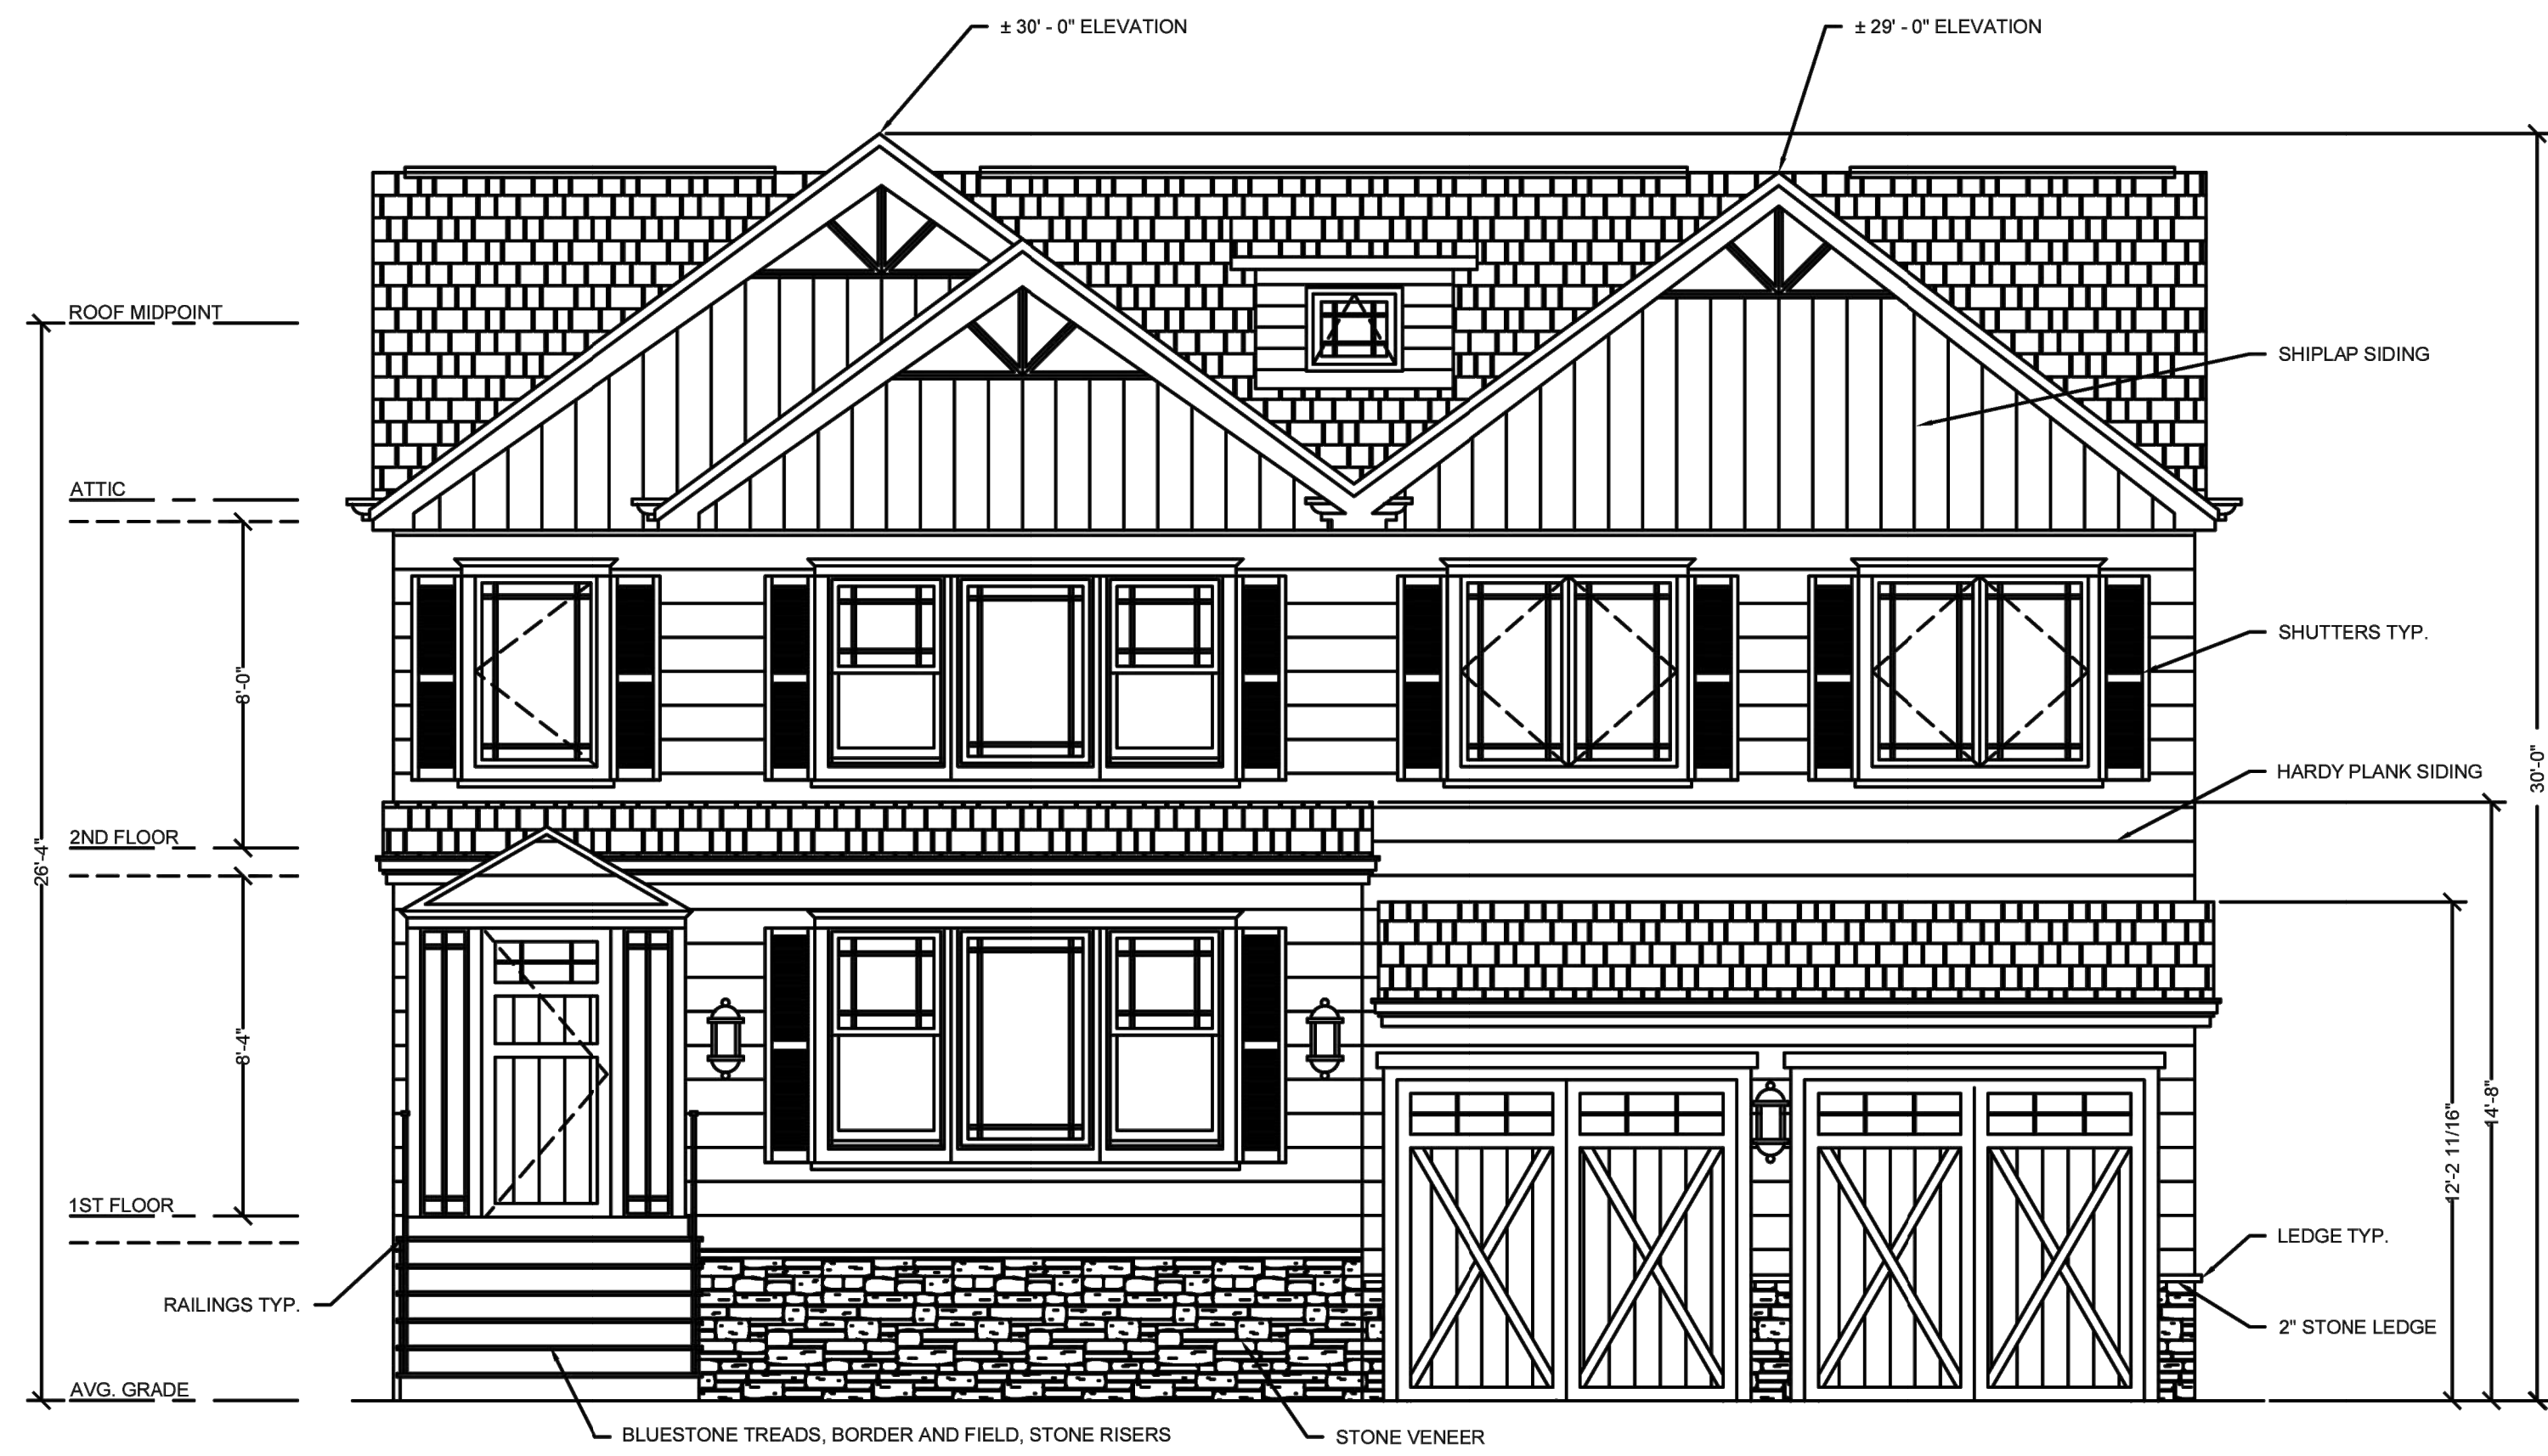 ± 30' - 0" ELEVATION
± 29' - 0" ELEVATION
ROOF MIDPOINT
SHIPLAP SIDING
ATTIC
SHUTTERS TYP.
8'-0"
HARDY PLANK SIDING
30'-0"
2ND FLOOR
26'-4"
8'-4"
14'-8"
12'-2 11/16"
1ST FLOOR
LEDGE TYP.
RAILINGS TYP.
2" STONE LEDGE
AVG. GRADE
BLUESTONE TREADS, BORDER AND FIELD, STONE RISERS
STONE VENEER